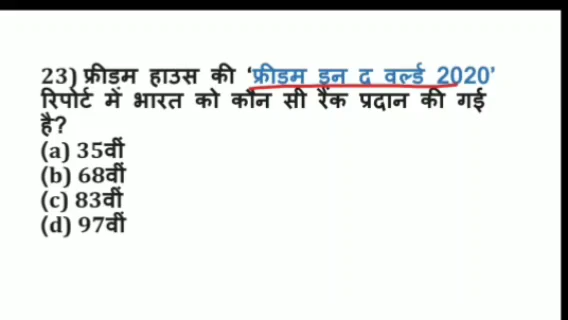 23) फ्रीडम हाउस की ‘फ्रीडम इन द वर्ल्ड 2020’
रिपोर्ट में भारत को कौन सी रैंक प्रदान की गई
है?
(a) 35वीं
(b) 68वीं
(c) 83वीं
(d) 97वीं